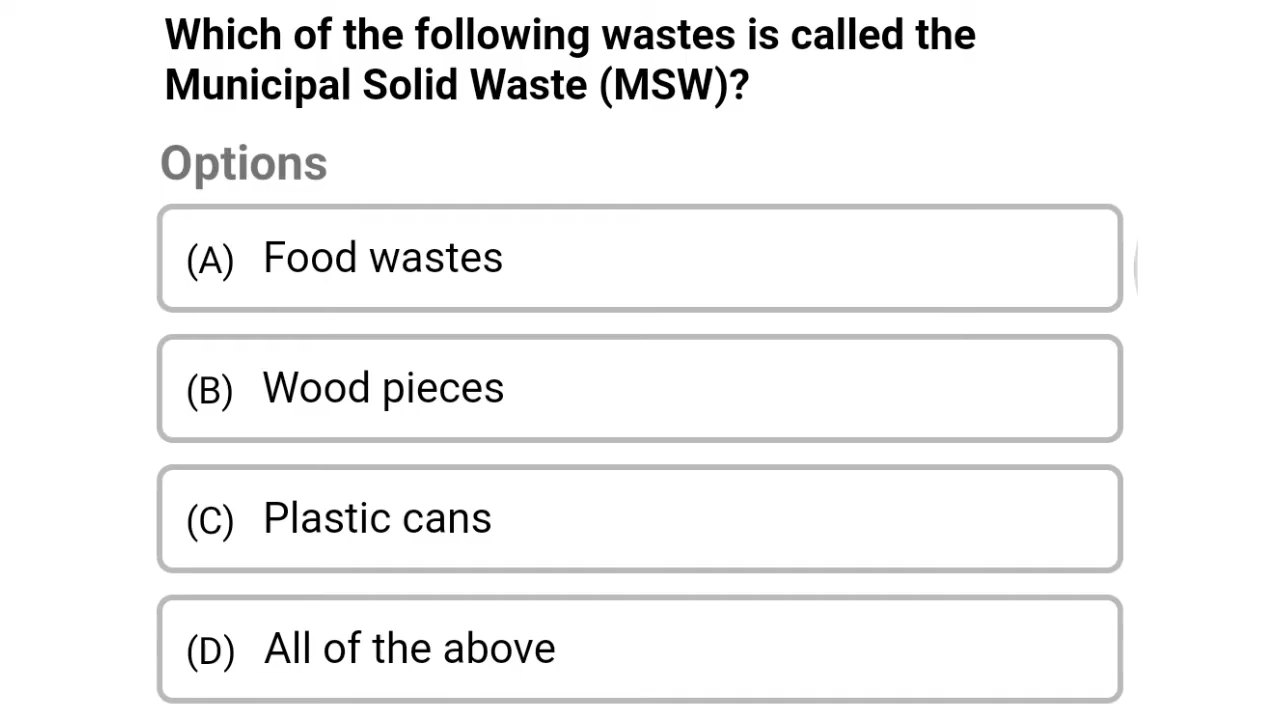 Which of the following wastes is called the
Municipal Solid Waste (MSW)?
Options
(A) Food wastes
(B) Wood pieces
(C) Plastic cans
(D) All of the above